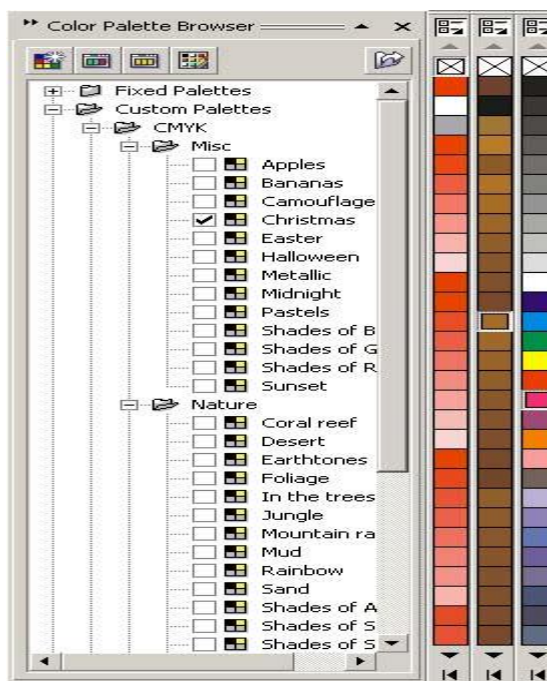 Color Palette Browser
Fixed Palettes
Custom Palettes
CMYK
Misc
Apples
Bananas
Camouflage
Christmas
Easter
Halloween
Metallic
Midnight
Pastels
Shades of B
Shades of G
Shades of R
Sunset
Nature
Coral reef
Desert
Earthtones
Foliage
In the trees
Jungle
Mountain ra
Mud
Rainbow
Sand
Shades of A
Shades of S
Shades of S